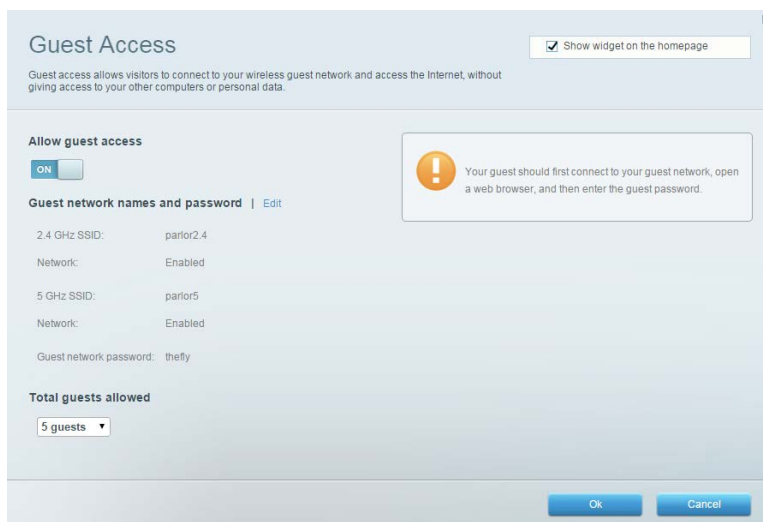 Guest Access
Show widget on the homepage
Guest access allows visitors to connect to your wireless guest network and access the Internet, without
giving access to your other computers or personal data.
Allow guest access
ON
Your guest should first connect to your guest network, open
a web browser, and then enter the guest password.
Guest network names and password | Edit
2.4 GHz SSID: parlor2.4
Network: Enabled
5 GHz SSID: parlor5
Network: Enabled
Guest network password: thefly
Total guests allowed
5 guests
Ok Cancel